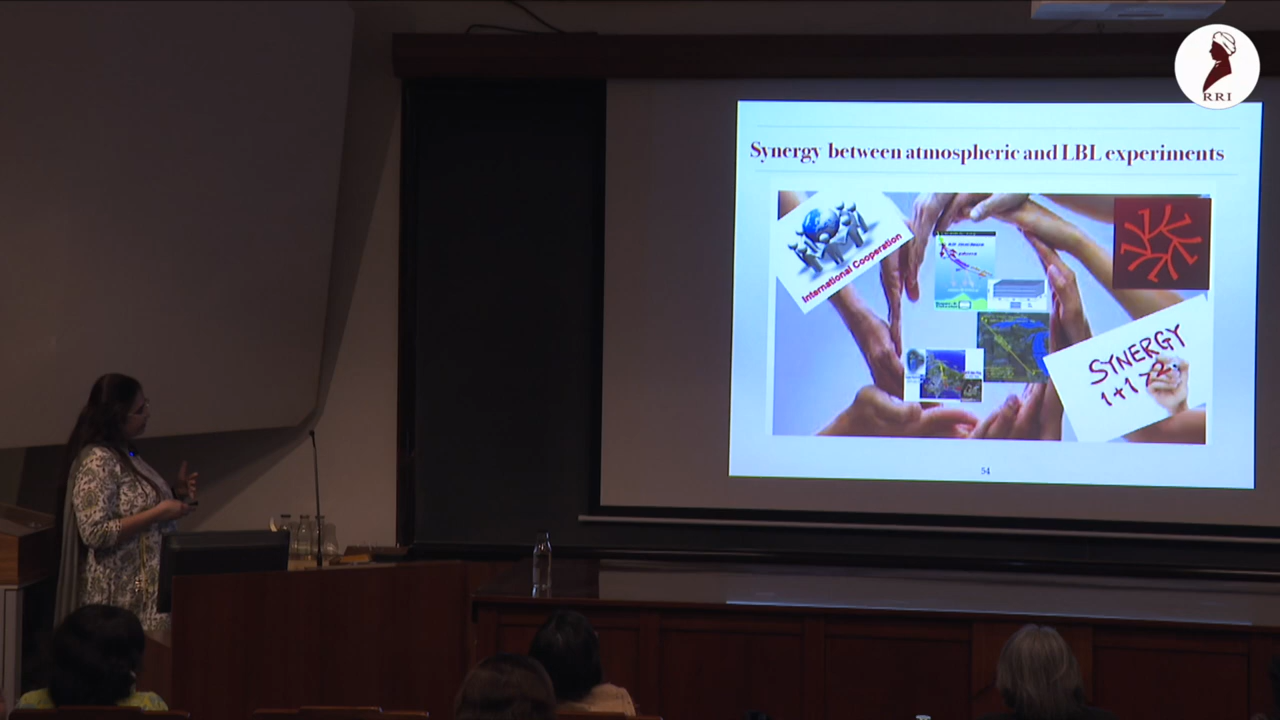 RRI
Synergy between atmospheric and LBL experiments
International Cooperation
SYNERGY
1+1>2.
54